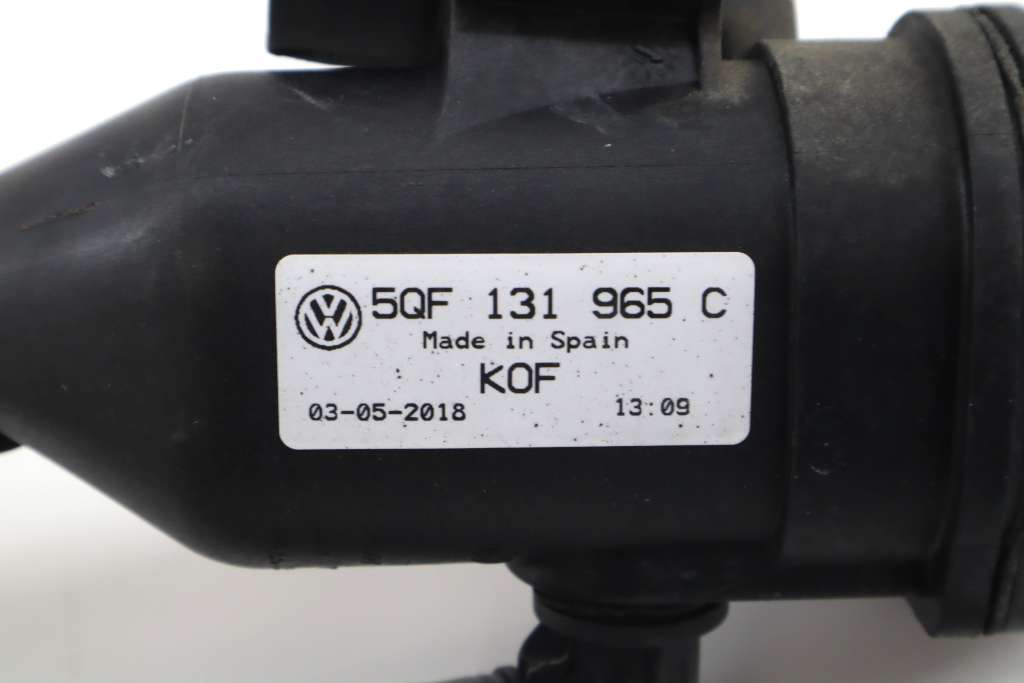 5QF 131 965 C
Made in Spain
KOF
03-05-2018 13:09